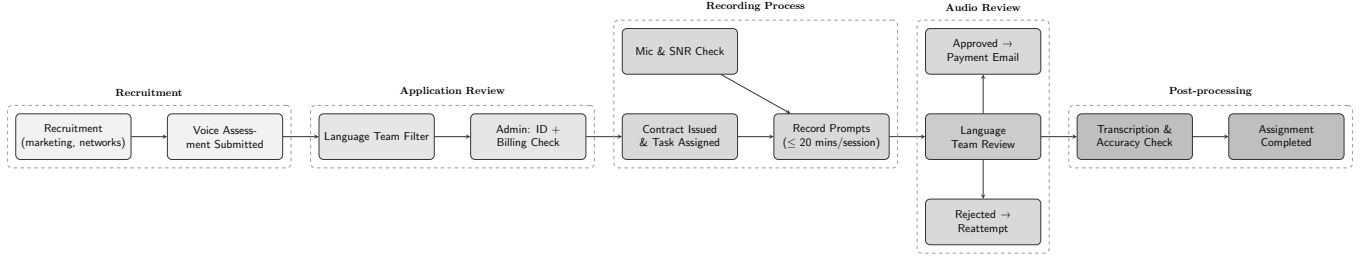 Recruitment
Recruitment
(marketing, networks)
Voice Assess-
ment Submitted
Application Review
Language Team Filter
Admin: ID +
Billing Check
Recording Process
Mic & SNR Check
Contract Issued
& Task Assigned
Record Prompts
(≤ 20 mins/session)
Audio Review
Approved →
Payment Email
Language
Team Review
Rejected →
Reattempt
Post-processing
Transcription &
Accuracy Check
Assignment
Completed